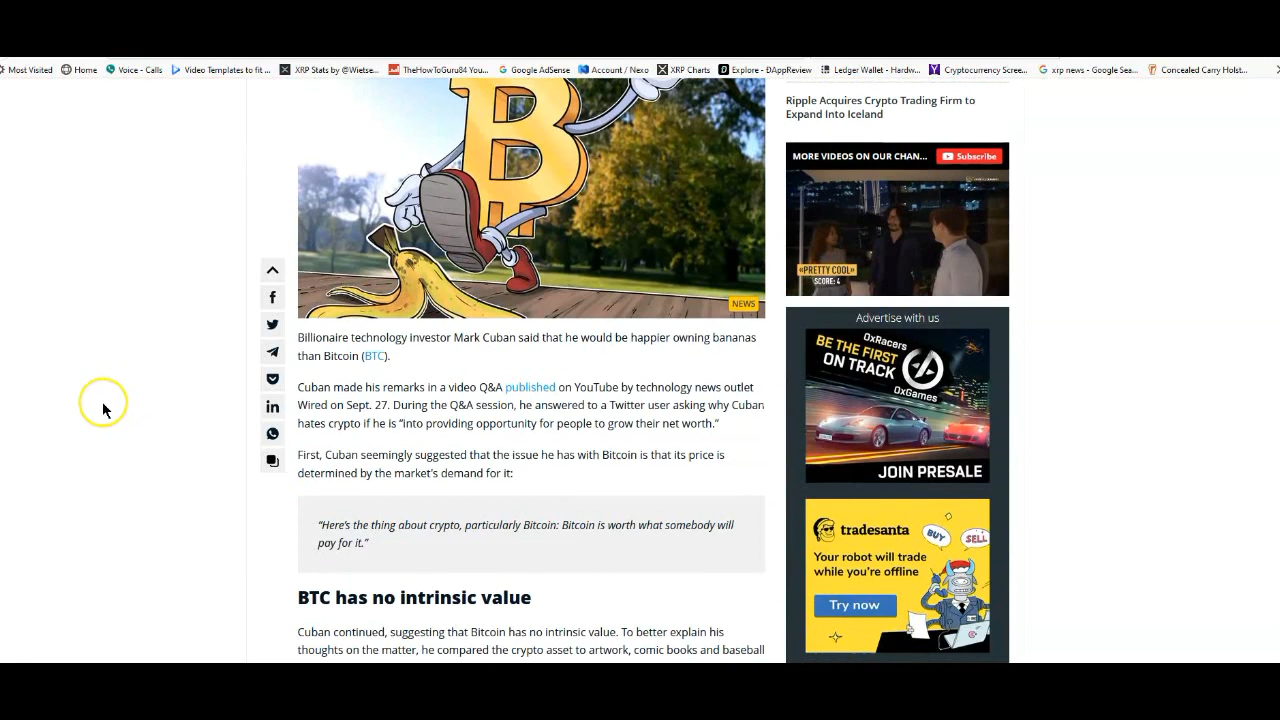 Most Visited
Home
Voice - Calls
Video Templates to fit ...
XRP Stats by @Wietse...
TheHowToGuru84 You...
Google AdSense
Account / Nexo
XRP Charts
Explore - ĐAppReview
Ledger Wallet - Hardw...
Cryptocurrency Scree...
xrp news - Google Sea...
Concealed Carry Holst...
B
NEWS
Billionaire technology investor Mark Cuban said that he would be happier owning bananas
than Bitcoin (BTC).
Cuban made his remarks in a video Q&A published on YouTube by technology news outlet
Wired on Sept. 27. During the Q&A session, he answered to a Twitter user asking why Cuban
hates crypto if he is “into providing opportunity for people to grow their net worth.”
First, Cuban seemingly suggested that the issue he has with Bitcoin is that its price is
determined by the market's demand for it:
“Here’s the thing about crypto, particularly Bitcoin: Bitcoin is worth what somebody will
pay for it.”
BTC has no intrinsic value
Cuban continued, suggesting that Bitcoin has no intrinsic value. To better explain his
thoughts on the matter, he compared the crypto asset to artwork, comic books and baseball
Ripple Acquires Crypto Trading Firm to
Expand Into Iceland
MORE VIDEOS ON OUR CHAN...
Subscribe
«PRETTY COOL»
SCORE: 4
Advertise with us
0xRacers
BE THE FIRST
ON TRACK
0xGames
JOIN PRESALE
tradesanta
BUY
SELL
Your robot will trade
while you're offline
Try now